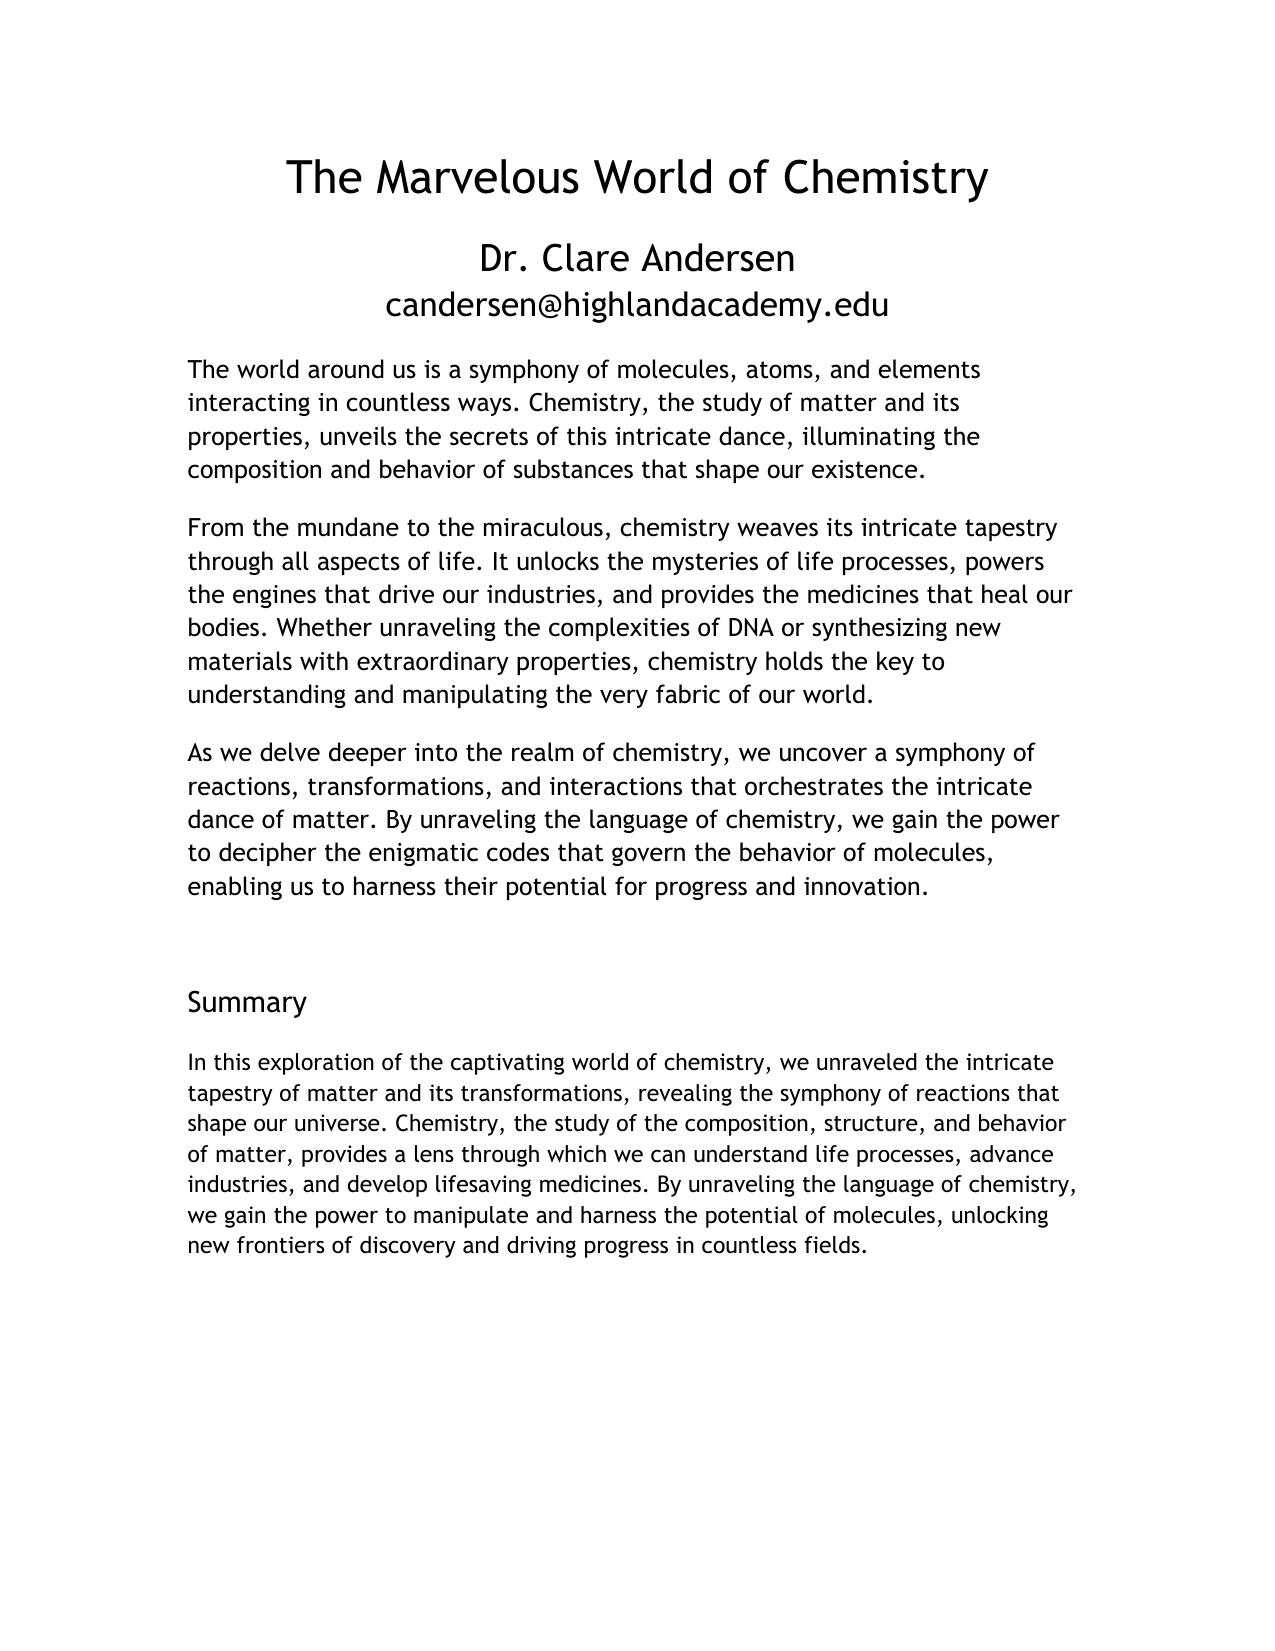 The Marvelous World of Chemistry
Dr. Clare Andersen
candersen@highlandacademy.edu
The world around us is a symphony of molecules, atoms, and elements
interacting in countless ways. Chemistry, the study of matter and its
properties, unveils the secrets of this intricate dance, illuminating the
composition and behavior of substances that shape our existence.
From the mundane to the miraculous, chemistry weaves its intricate tapestry
through all aspects of life. It unlocks the mysteries of life processes, powers
the engines that drive our industries, and provides the medicines that heal our
bodies. Whether unraveling the complexities of DNA or synthesizing new
materials with extraordinary properties, chemistry holds the key to
understanding and manipulating the very fabric of our world.
As we delve deeper into the realm of chemistry, we uncover a symphony of
reactions, transformations, and interactions that orchestrates the intricate
dance of matter. By unraveling the language of chemistry, we gain the power
to decipher the enigmatic codes that govern the behavior of molecules,
enabling us to harness their potential for progress and innovation.
Summary
In this exploration of the captivating world of chemistry, we unraveled the intricate
tapestry of matter and its transformations, revealing the symphony of reactions that
shape our universe. Chemistry, the study of the composition, structure, and behavior
of matter, provides a lens through which we can understand life processes, advance
industries, and develop lifesaving medicines. By unraveling the language of chemistry,
we gain the power to manipulate and harness the potential of molecules, unlocking
new frontiers of discovery and driving progress in countless fields.